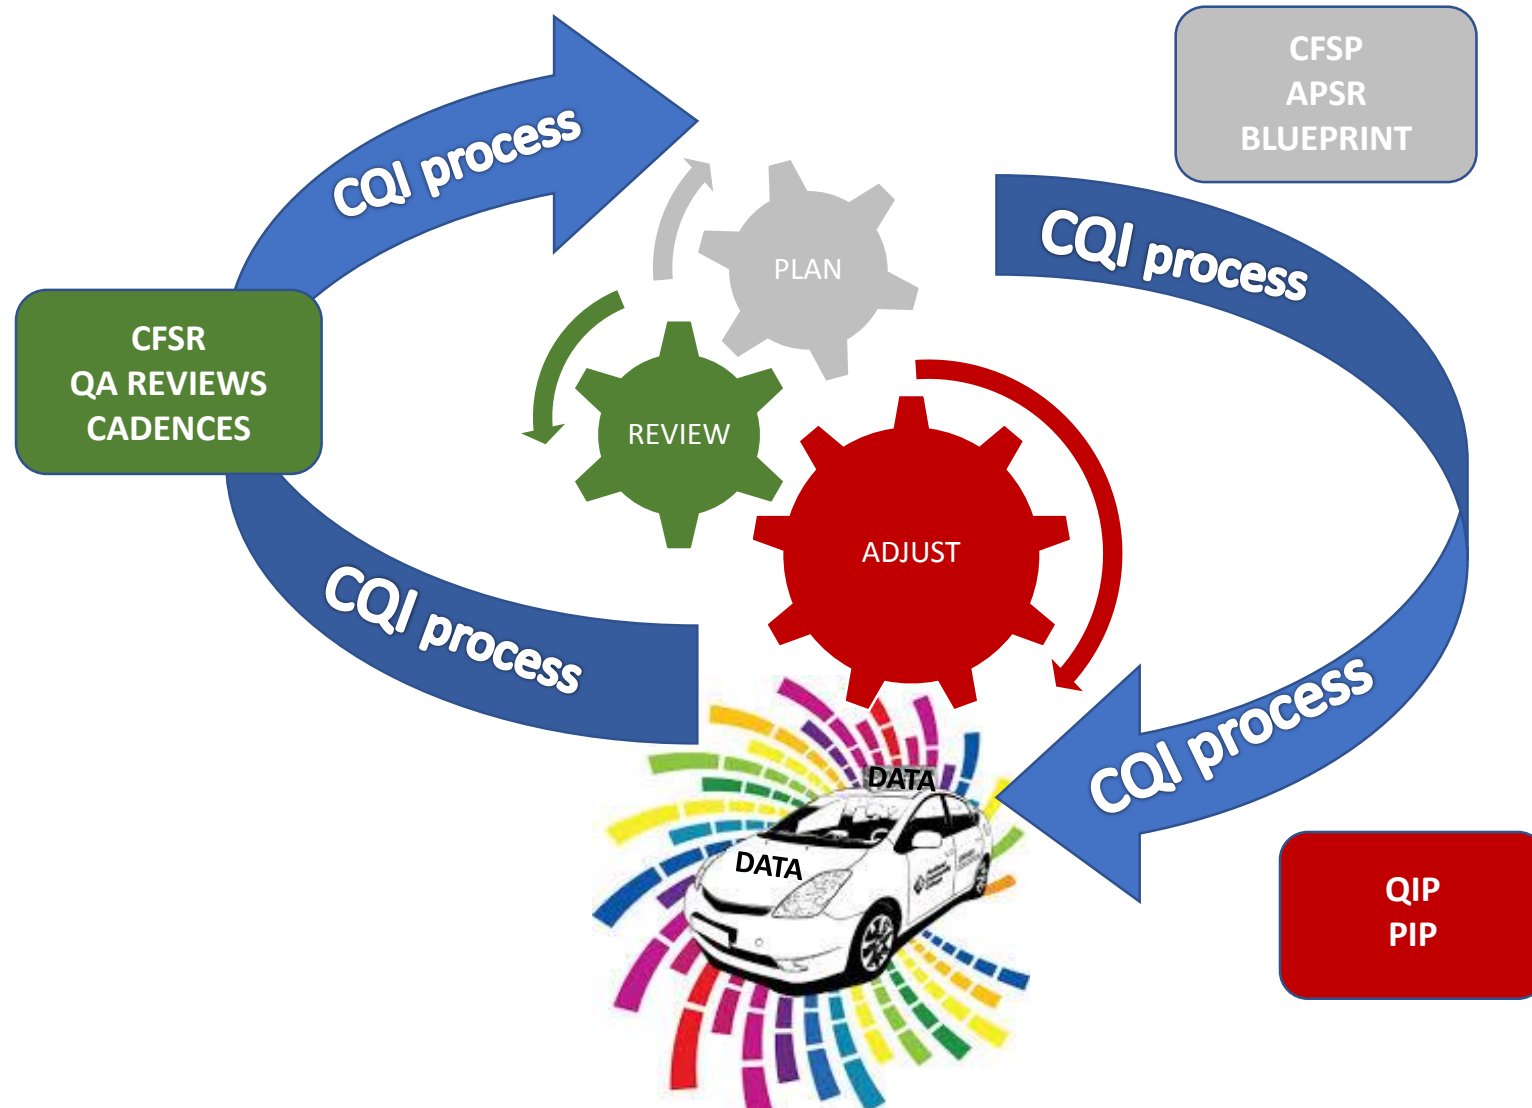 CFSP
APSR
BLUEPRINT
CQI process
CQI process
PLAN
CFSR
QA REVIEWS
CADENCES
REVIEW
ADJUST
CQI process
CQI process
DATA
DATA
QIP
PIP